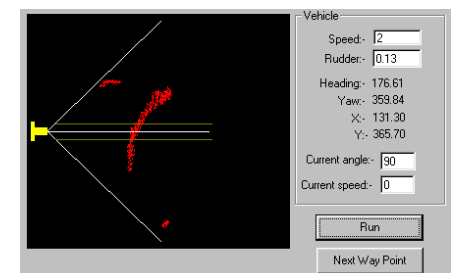 Vehicle
Speed:- 2
Rudder:- 0.13
Heading:- 176.61
Yaw:- 359.84
X:- 131.30
Y:- 365.70
Current angle:- 90
Current speed:- 0
Run
Next Way Point